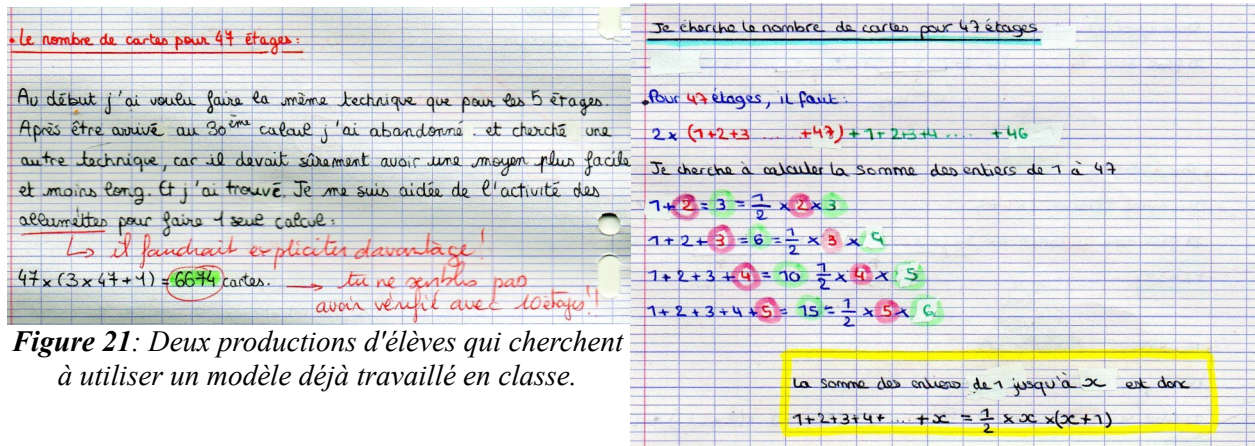 . Le nombre de cartes pour 47 étages :
Au début j'ai voulu faire la même technique que pour les 5 étages.
Après être arrivé au 30ème calcul j'ai abandonné et cherché une
autre technique, car il devait sûrement avoir une moyen plus facile
et moins long. Et j'ai trouvé. Je me suis aidée de l'activité des
allumettes pour faire 1 seul calcul :
↳ il faudrait expliciter davantage !
47 x (3 x 47 + 1) = 6674 cartes. → tu ne sembles pas
avoir vérifié avec 10 étages !
Figure 21: Deux productions d'élèves qui cherchent
à utiliser un modèle déjà travaillé en classe.
Je cherche le nombre de cartes pour 47 étages
. Pour 47 étages, il faut :
2 x (1+2+3 ..... +47) + 1+2+3+4 ..... + 46
Je cherche à calculer la somme des entiers de 1 à 47
1 + 2 = 3 = 1/2 x 2 x 3
1 + 2 + 3 = 6 = 1/2 x 3 x 4
1 + 2 + 3 + 4 = 10 1/2 x 4 x 5
1 + 2 + 3 + 4 + 5 = 15 = 1/2 x 5 x 6
La somme des entiers de 1 jusqu'à x est donc
1+2+3+4+ ... + x = 1/2 x x x (x+1)